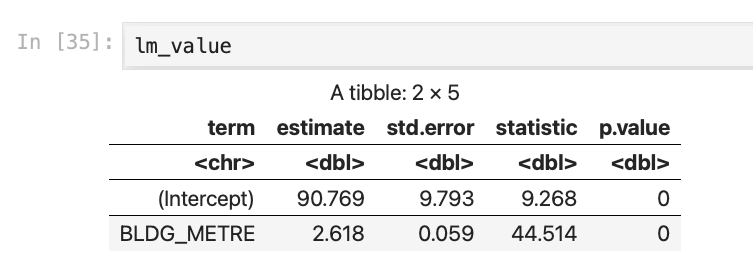 In [35]: lm_value
A tibble: 2 × 5
term estimate std.error statistic p.value
<chr> <dbl> <dbl> <dbl> <dbl>
(Intercept) 90.769 9.793 9.268 0
BLDG_METRE 2.618 0.059 44.514 0